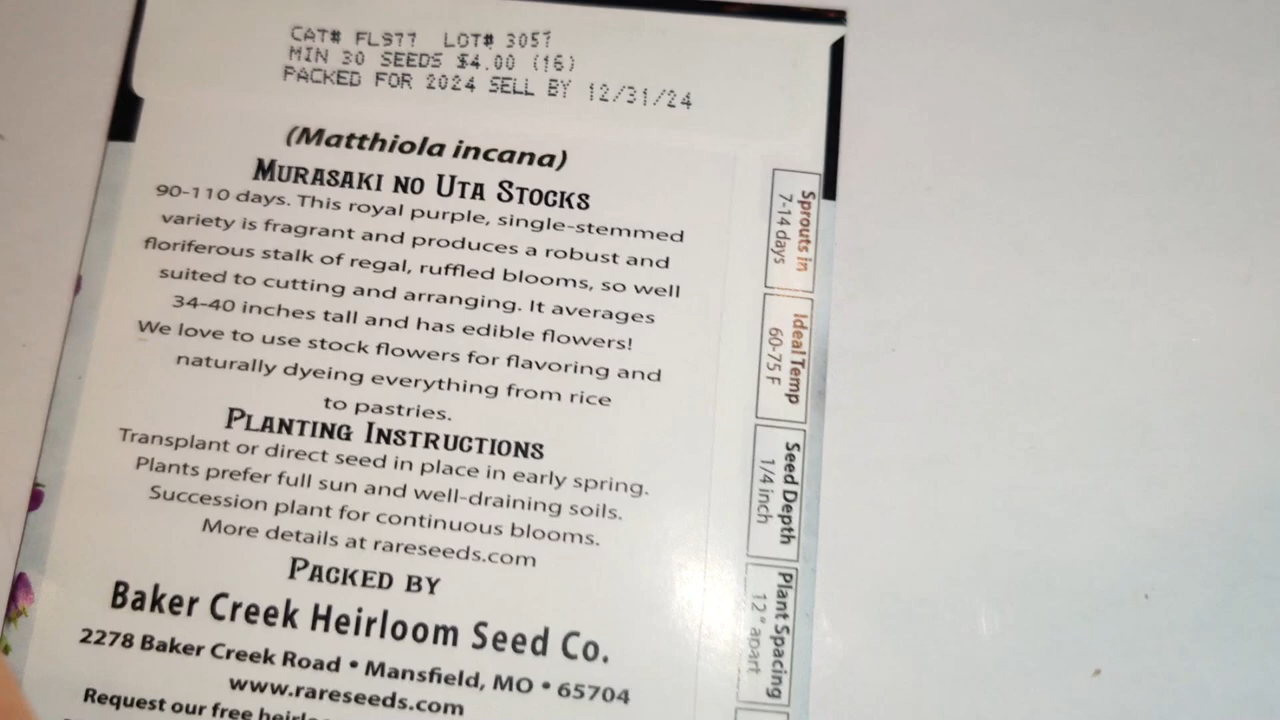 CAT# FL977 LOT# 3057
MIN 30 SEEDS $4.00 (16)
PACKED FOR 2024 SELL BY 12/31/24
(Matthiola incana)
MURASAKI NO UTA STOCKS
90-110 days. This royal purple, single-stemmed
variety is fragrant and produces a robust and
floriferous stalk of regal, ruffled blooms, so well
suited to cutting and arranging. It averages
34-40 inches tall and has edible flowers!
We love to use stock flowers for flavoring and
naturally dyeing everything from rice
to pastries.
PLANTING INSTRUCTIONS
Transplant or direct seed in place in early spring.
Plants prefer full sun and well-draining soils.
Succession plant for continuous blooms.
More details at rareseeds.com
PACKED BY
Baker Creek Heirloom Seed Co.
2278 Baker Creek Road • Mansfield, MO • 65704
www.rareseeds.com
Request our free
Sprouts in
7-14 days
Ideal Temp
60-75 F
Seed Depth
1/4 inch
Plant Spacing
12" apart